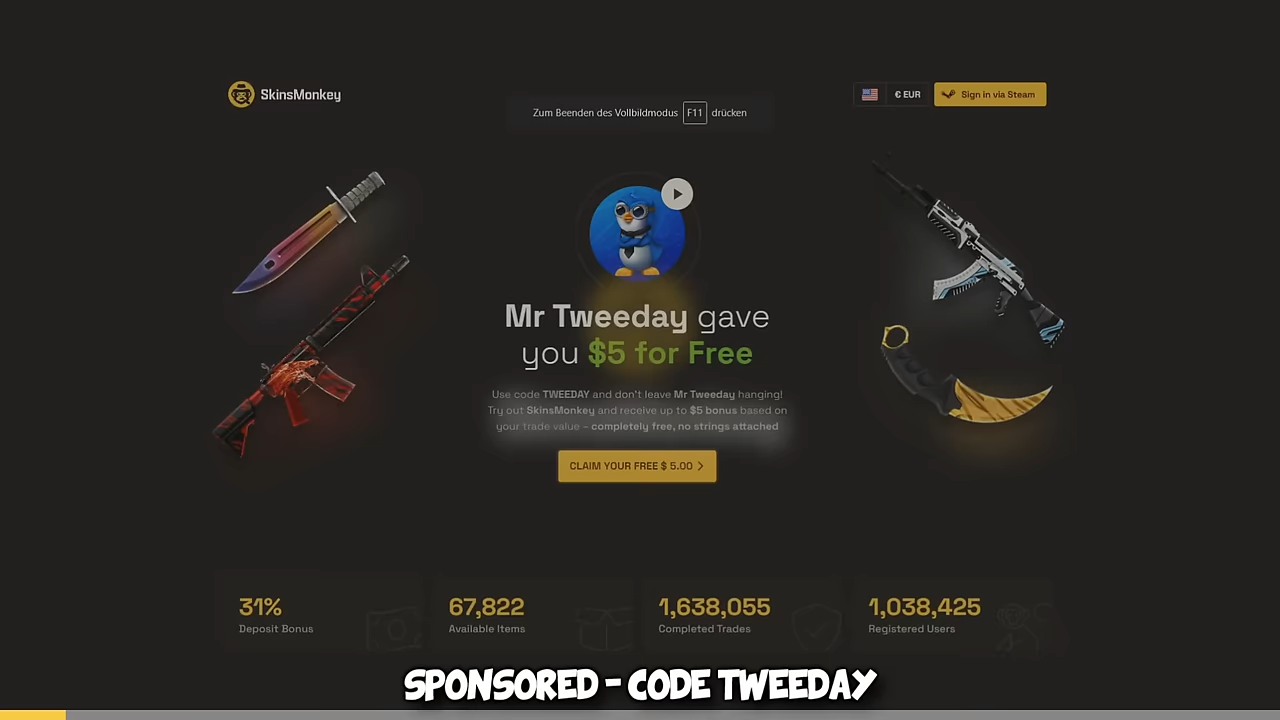 SkinsMonkey
€ EUR
Sign in via Steam
Zum Beenden des Vollbildmodus F11 drücken
Mr Tweeday gave
you $5 for Free
Use code TWEEDAY and don't leave Mr Tweeday hanging!
Try out SkinsMonkey and receive up to $5 bonus based on
your trade value – completely free, no strings attached
CLAIM YOUR FREE $ 5.00
31%
Deposit Bonus
67,822
Available Items
1,638,055
Completed Trades
1,038,425
Registered Users
SPONSORED - CODE TWEEDAY